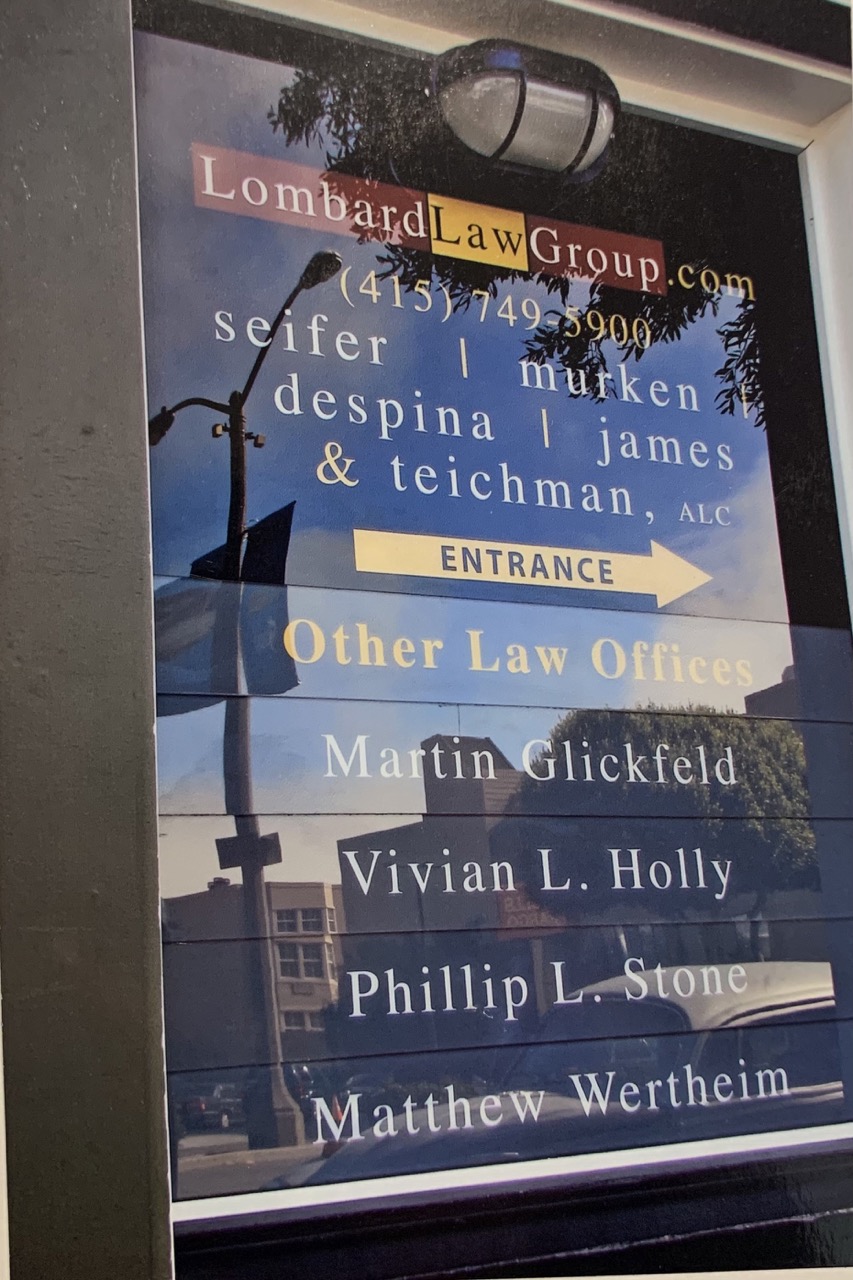 LombardLawGroup.com
(415) 749-5900
seifer | murken |
despina | james
& teichman, ALC
ENTRANCE
Other Law Offices
Martin Glickfeld
Vivian L. Holly
Phillip L. Stone
Matthew Wertheim